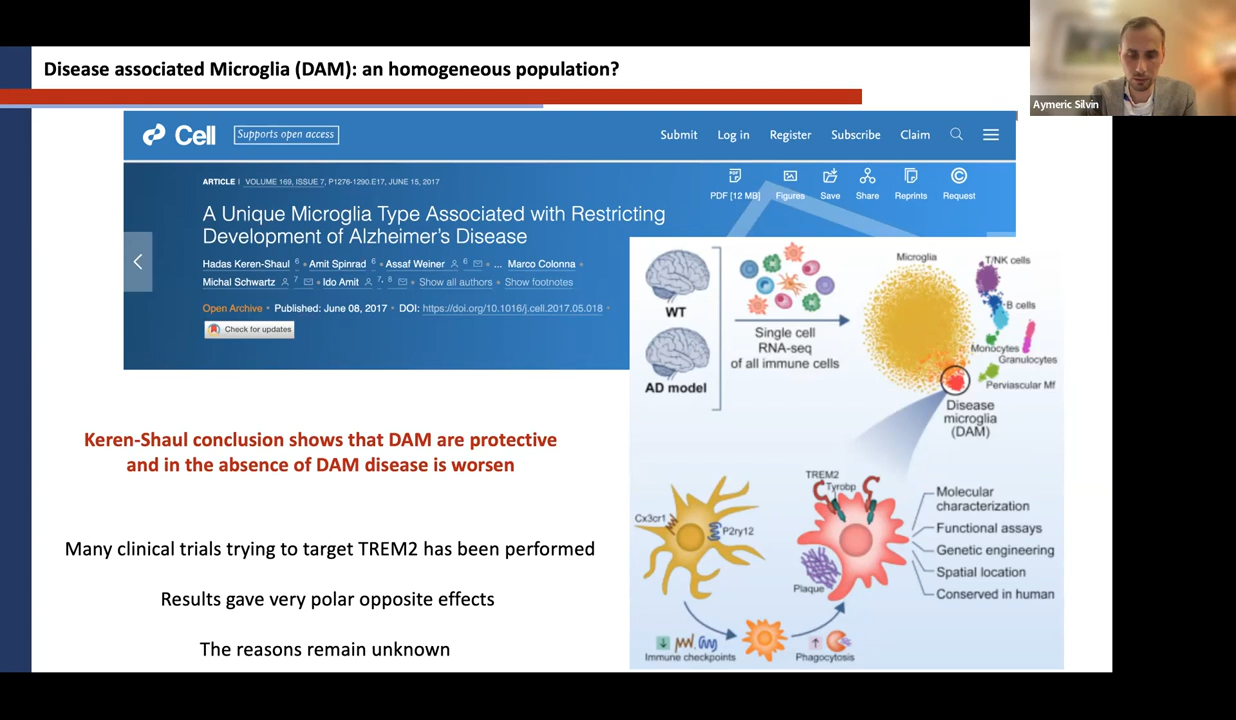 Disease associated Microglia (DAM): an homogeneous population?
Aymeric Silvin
Cell
Supports open access
Submit Log in Register Subscribe Claim
ARTICLE | VOLUME 169, ISSUE 7, P1276-1290.E17, JUNE 15, 2017
PDF [12 MB] Figures Save Share Reprints Request
A Unique Microglia Type Associated with Restricting
Development of Alzheimer's Disease
Hadas Keren-Shaul 6 • Amit Spinrad 6 • Assaf Weiner 6 • ... Marco Colonna •
Michal Schwartz 7 • Ido Amit 7, 8 • Show all authors • Show footnotes
Open Archive • Published: June 08, 2017 • DOI: https://doi.org/10.1016/j.cell.2017.05.018 •
Check for updates
WT
AD model
Single cell
RNA-seq
of all immune cells
Microglia
T/NK cells
B cells
Monocytes
Granulocytes
Perviascular Mf
Disease
microglia
(DAM)
Keren-Shaul conclusion shows that DAM are protective
and in the absence of DAM disease is worsen
Many clinical trials trying to target TREM2 has been performed
Results gave very polar opposite effects
The reasons remain unknown
Cx3cr1
P2ry12
TREM2
Tyrobp
Plaque
Molecular
characterization
Functional assays
Genetic engineering
Spatial location
Conserved in human
Immune checkpoints
Phagocytosis